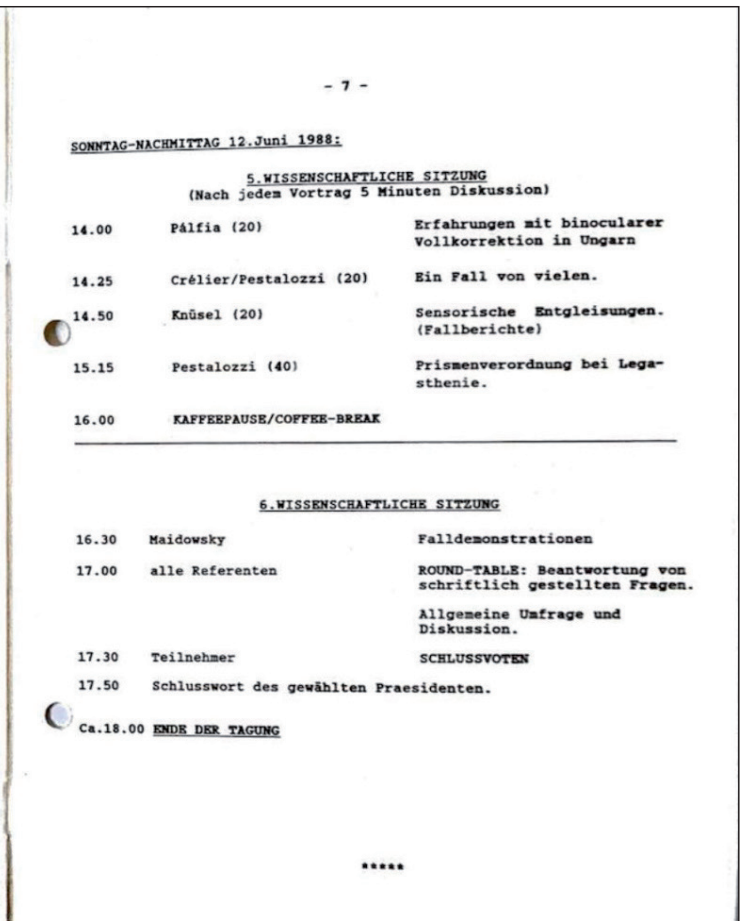 - 7 -
SONNTAG-NACHMITTAG 12.Juni 1988:
5.WISSENSCHAFTLICHE SITZUNG
(Nach jedem Vortrag 5 Minuten Diskussion)
14.00 Pálfia (20) Erfahrungen mit binocularer
Vollkorrektion in Ungarn
14.25 Crélier/Pestalozzi (20) Ein Fall von vielen.
14.50 Knüsel (20) Sensorische Entgleisungen.
(Fallberichte)
15.15 Pestalozzi (40) Prismenverordnung bei Lega-
sthenie.
16.00 KAFFEEPAUSE/COFFEE-BREAK
6.WISSENSCHAFTLICHE SITZUNG
16.30 Maidowsky Falldemonstrationen
17.00 alle Referenten ROUND-TABLE: Beantwortung von
schriftlich gestellten Fragen.
Allgemeine Umfrage und
Diskussion.
17.30 Teilnehmer SCHLUSSVOTEN
17.50 Schlusswort des gewählten Praesidenten.
Ca.18.00 ENDE DER TAGUNG
*****